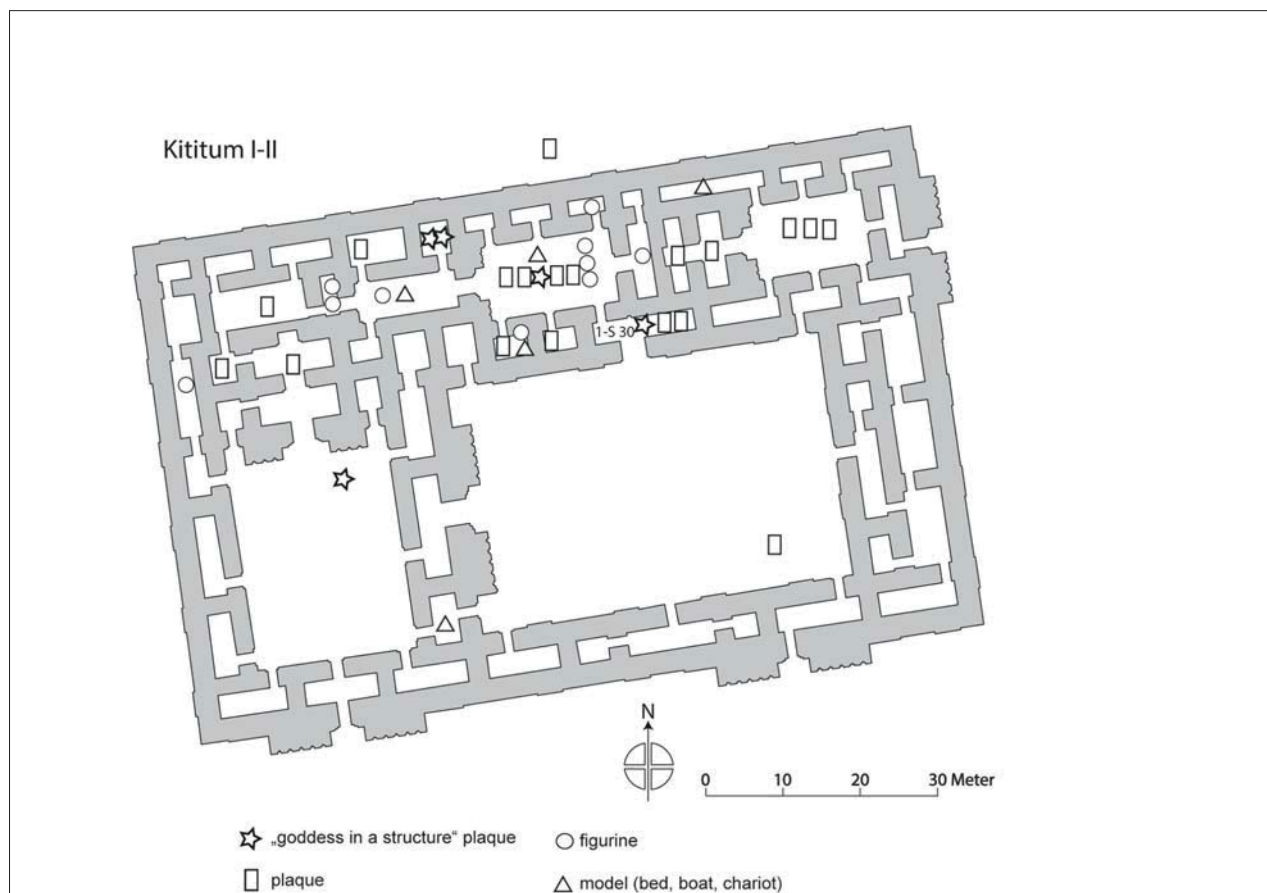 Kititum I-II
1-S 30
N
0 10 20 30 Meter
„goddess in a structure“ plaque
figurine
plaque
model (bed, boat, chariot)